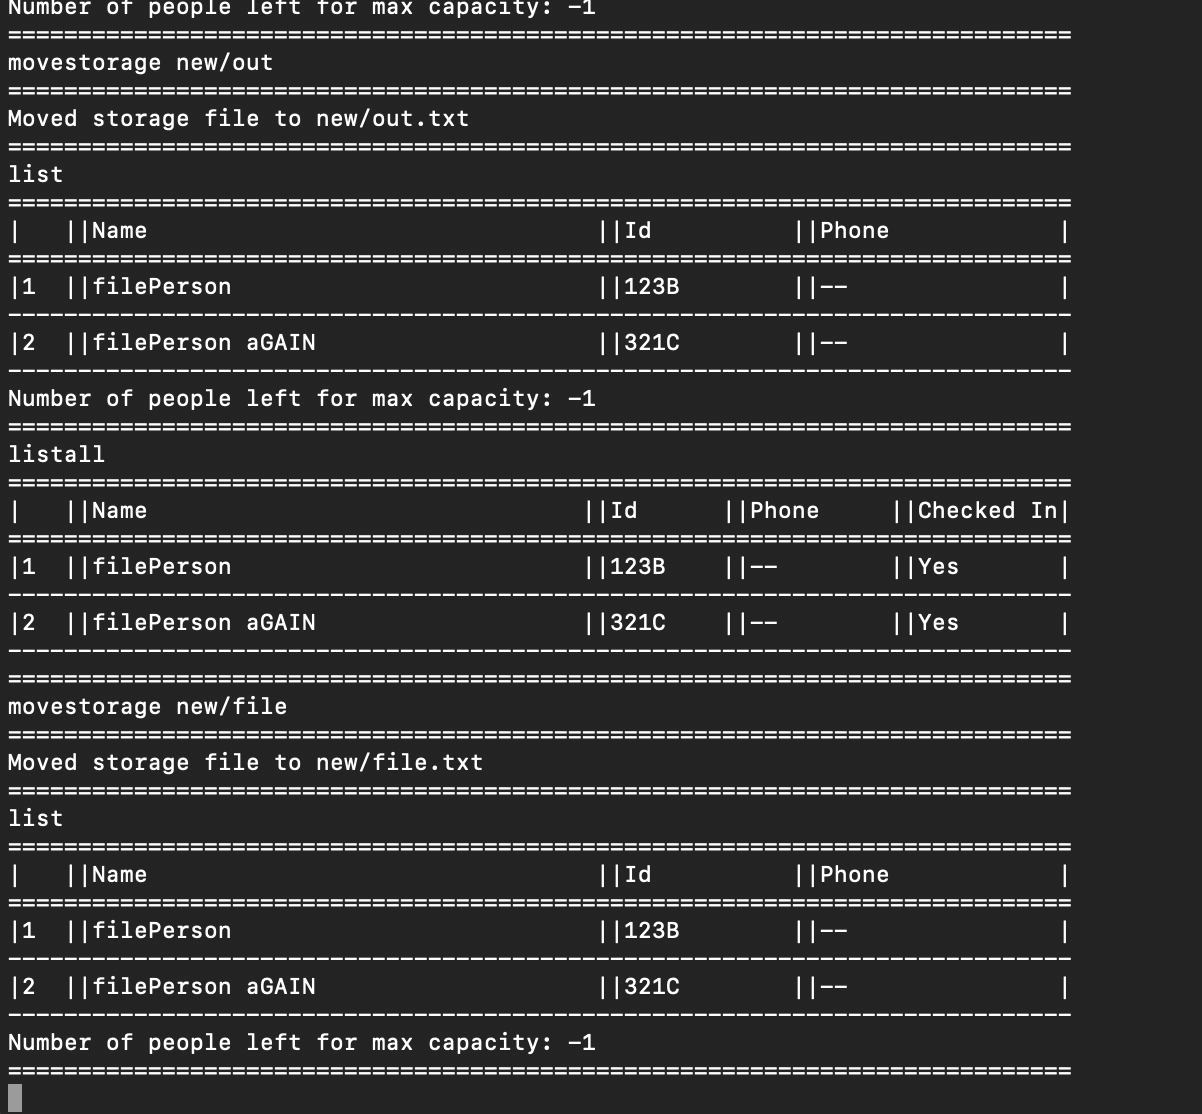 Number of people left for max capacity: -1
============================================================================
movestorage new/out
============================================================================
Moved storage file to new/out.txt
============================================================================
list
============================================================================
|   ||Name                                ||Id          ||Phone            |
============================================================================
|1  ||filePerson                          ||123B        ||--               |
----------------------------------------------------------------------------
|2  ||filePerson aGAIN                    ||321C        ||--               |
----------------------------------------------------------------------------
Number of people left for max capacity: -1
============================================================================
listall
============================================================================
|   ||Name                               ||Id      ||Phone     ||Checked In|
============================================================================
|1  ||filePerson                         ||123B    ||--        ||Yes       |
----------------------------------------------------------------------------
|2  ||filePerson aGAIN                   ||321C    ||--        ||Yes       |
----------------------------------------------------------------------------
============================================================================
movestorage new/file
============================================================================
Moved storage file to new/file.txt
============================================================================
list
============================================================================
|   ||Name                                ||Id          ||Phone            |
============================================================================
|1  ||filePerson                          ||123B        ||--               |
----------------------------------------------------------------------------
|2  ||filePerson aGAIN                    ||321C        ||--               |
----------------------------------------------------------------------------
Number of people left for max capacity: -1
============================================================================